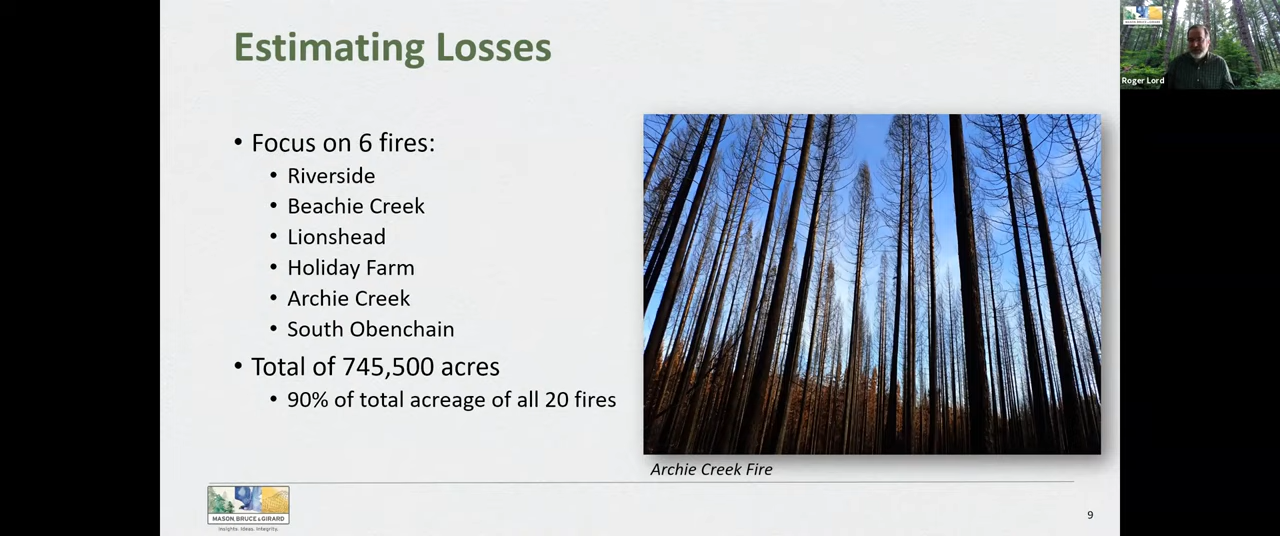 Estimating Losses
• Focus on 6 fires:
• Riverside
• Beachie Creek
• Lionshead
• Holiday Farm
• Archie Creek
• South Obenchain
• Total of 745,500 acres
• 90% of total acreage of all 20 fires
Archie Creek Fire
MASON, BRUCE & GIRARD
Insights. Ideas. Integrity.
9
Roger Lord